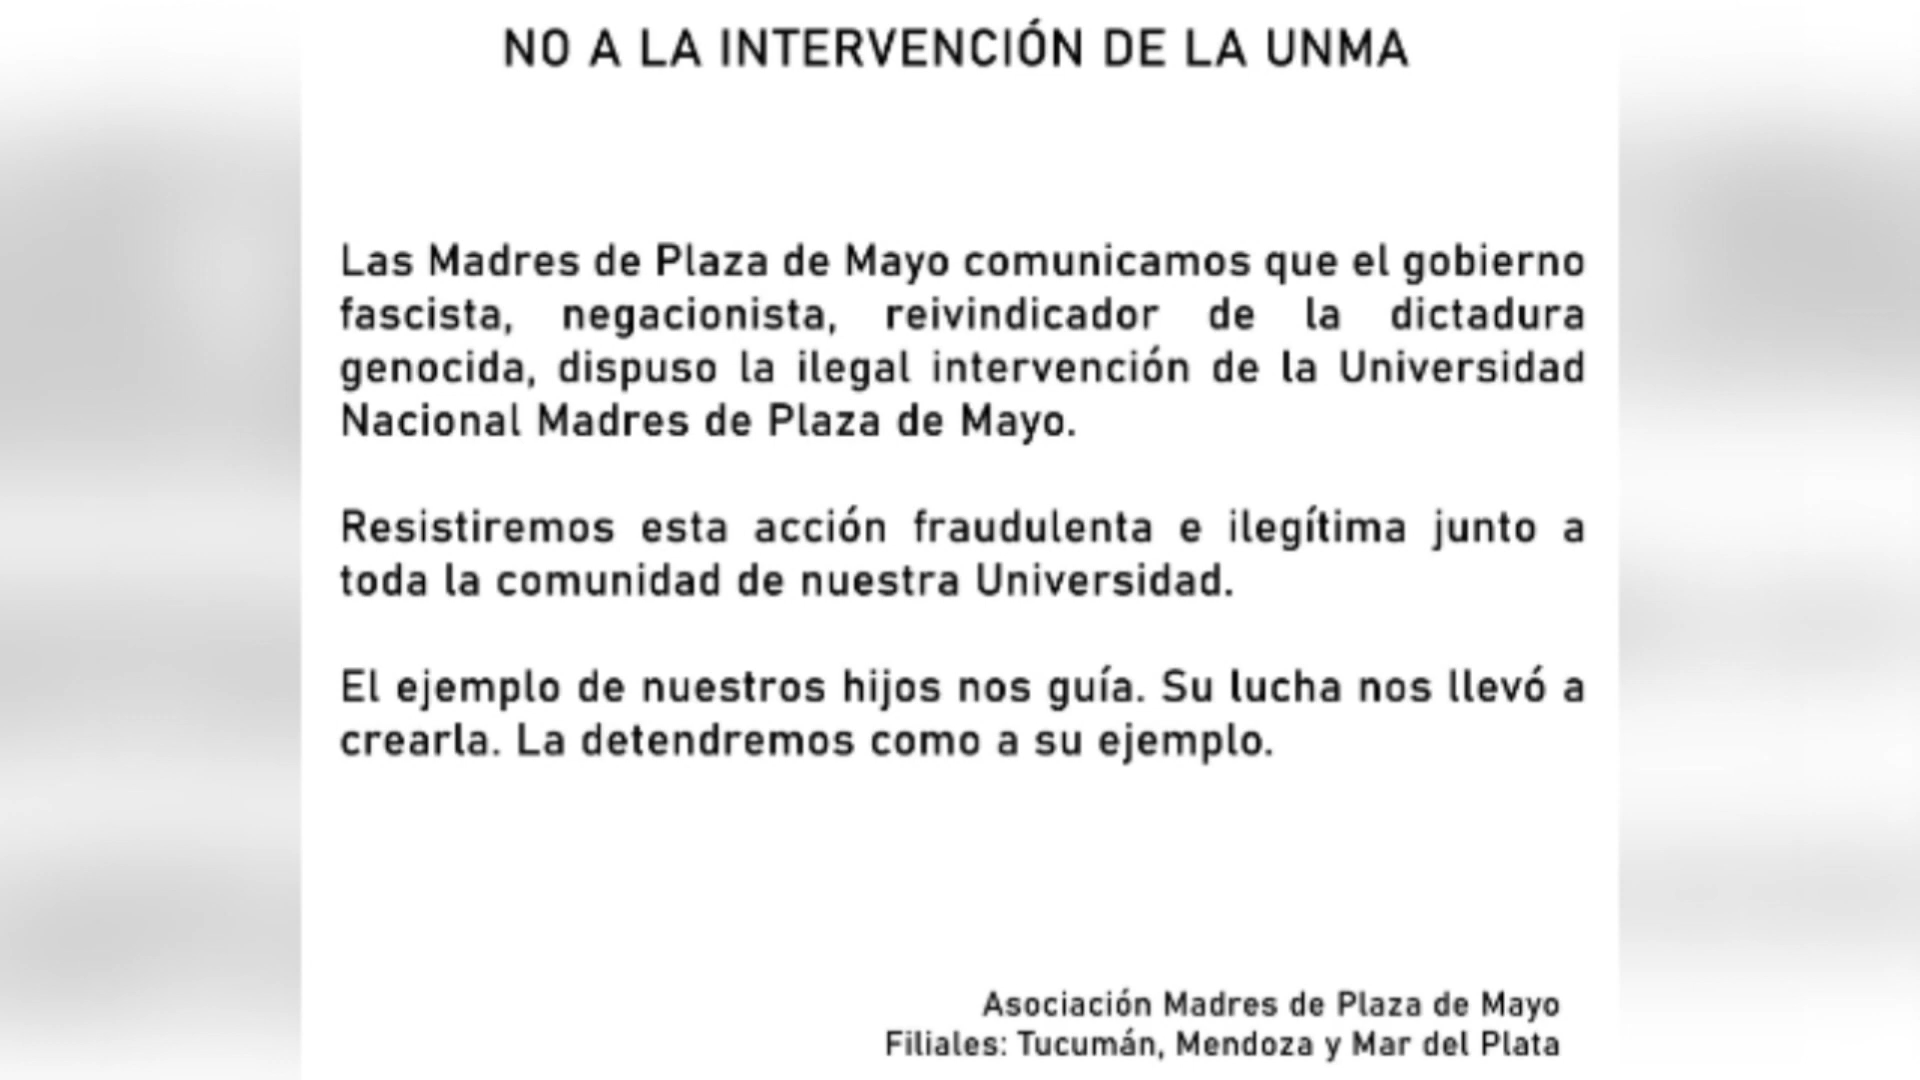 NO A LA INTERVENCIÓN DE LA UNMA
Las Madres de Plaza de Mayo comunicamos que el gobierno
fascista, negacionista, reivindicador de la dictadura
genocida, dispuso la ilegal intervención de la Universidad
Nacional Madres de Plaza de Mayo.
Resistiremos esta acción fraudulenta e ilegítima junto a
toda la comunidad de nuestra Universidad.
El ejemplo de nuestros hijos nos guía. Su lucha nos llevó a
crearla. La detendremos como a su ejemplo.
Asociación Madres de Plaza de Mayo
Filiales: Tucumán, Mendoza y Mar del Plata